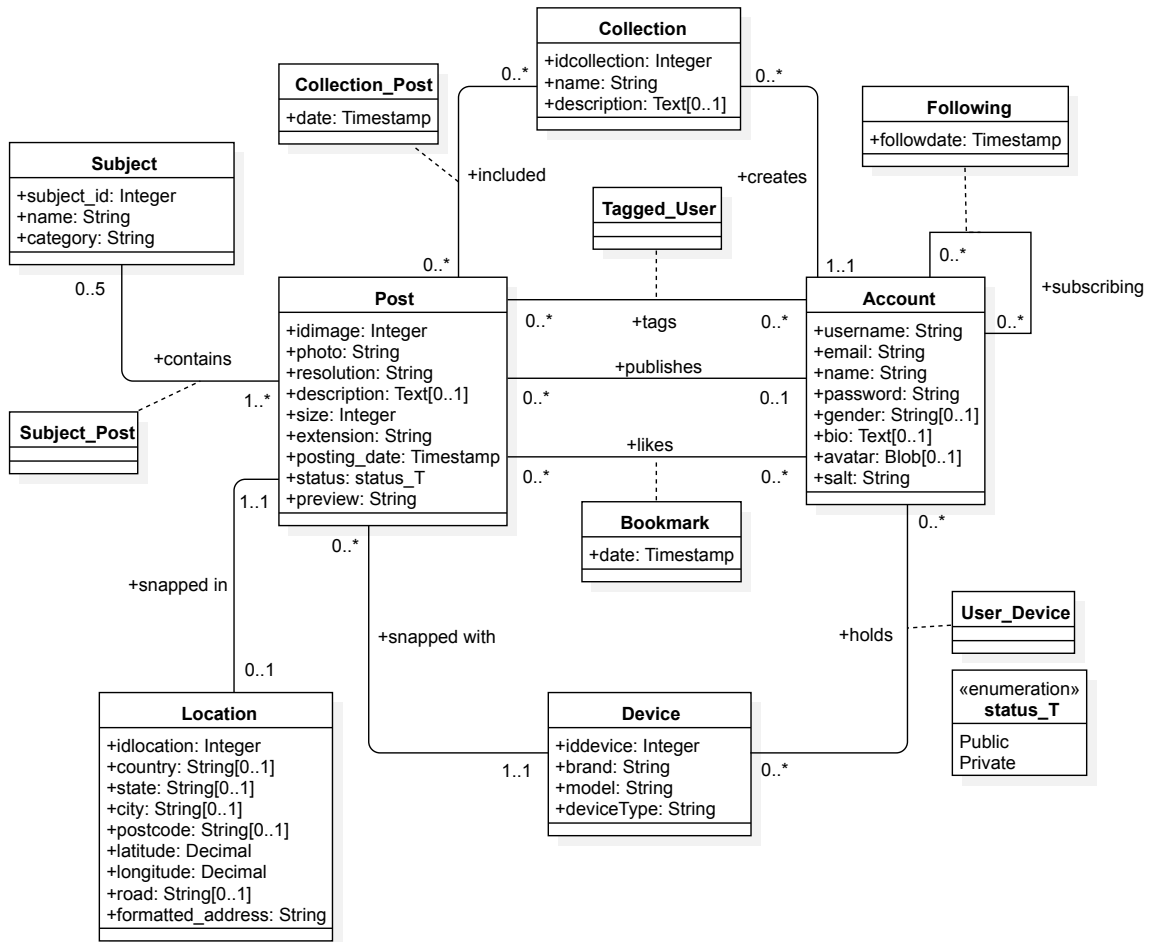 Collection
+idcollection: Integer
+name: String
+description: Text[0..1]
0..*
0..*
Collection_Post
+date: Timestamp
Following
+followdate: Timestamp
Subject
+subject_id: Integer
+name: String
+category: String
+included
+creates
Tagged_User
0..5
0..*
1..1
0..*
+subscribing
0..*
Post
+idimage: Integer
+photo: String
+resolution: String
+description: Text[0..1]
+size: Integer
+extension: String
+posting_date: Timestamp
+status: status_T
+preview: String
0..*
+tags
0..*
+publishes
0..*
0..1
+likes
0..*
0..*
Account
+username: String
+email: String
+name: String
+password: String
+gender: String[0..1]
+bio: Text[0..1]
+avatar: Blob[0..1]
+salt: String
+contains
1..*
Subject_Post
1..1
0..*
0..*
Bookmark
+date: Timestamp
+snapped in
+snapped with
+holds
User_Device
0..1
«enumeration»
status_T
Public
Private
Location
+idlocation: Integer
+country: String[0..1]
+state: String[0..1]
+city: String[0..1]
+postcode: String[0..1]
+latitude: Decimal
+longitude: Decimal
+road: String[0..1]
+formatted_address: String
Device
+iddevice: Integer
+brand: String
+model: String
+deviceType: String
1..1
0..*